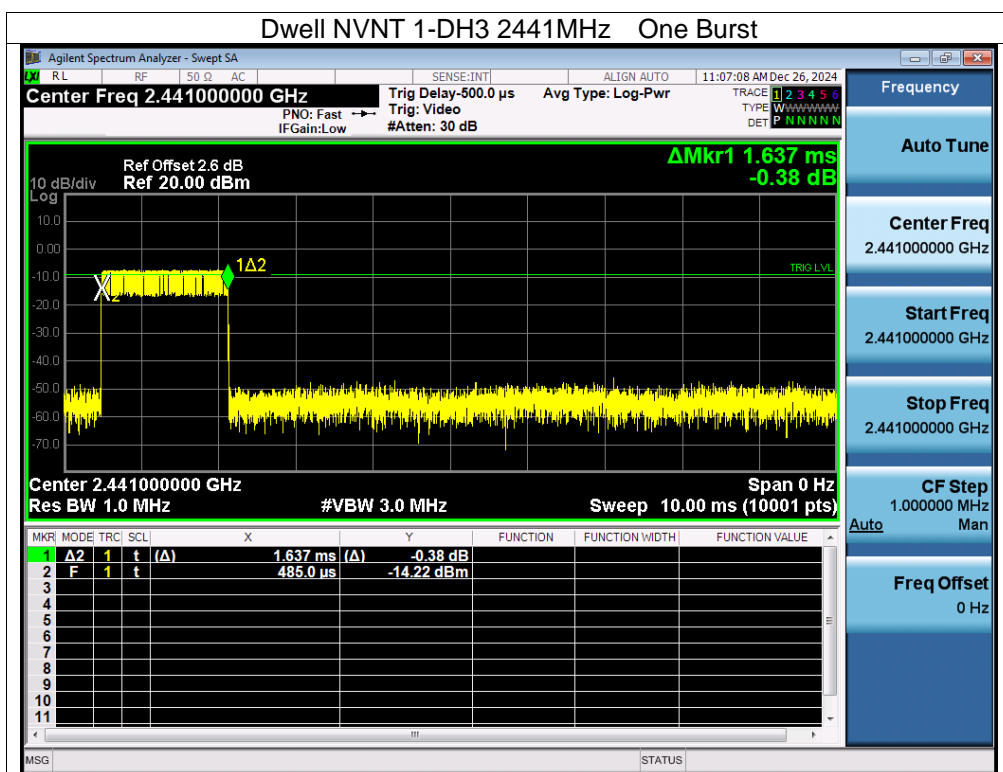 Dwell NVNT 1-DH3 2441MHz One Burst
Agilent Spectrum Analyzer - Swept SA
LXI RL RF 50 Ω AC SENSE:INT ALIGN AUTO 11:07:08 AM Dec 26, 2024
Center Freq 2.441000000 GHz
PNO: Fast
IFGain:Low
Trig Delay-500.0 µs
Trig: Video
#Atten: 30 dB
Avg Type: Log-Pwr
TRACE 1 2 3 4 5 6
TYPE WWWWWW
DET P N N N N N
ΔMkr1 1.637 ms
-0.38 dB
Ref Offset 2.6 dB
10 dB/div Ref 20.00 dBm
Log
10.0
0.00
-10.0
-20.0
-30.0
-40.0
-50.0
-60.0
-70.0
1Δ2
TRIG LVL
2
Center 2.441000000 GHz Span 0 Hz
Res BW 1.0 MHz #VBW 3.0 MHz Sweep 10.00 ms (10001 pts)
MKR MODE TRC SCL X Y FUNCTION FUNCTION WIDTH FUNCTION VALUE
1 Δ2 1 t (Δ) 1.637 ms (Δ) -0.38 dB
2 F 1 t 485.0 µs -14.22 dBm
3
4
5
6
7
8
9
10
11
MSG STATUS
Frequency
Auto Tune
Center Freq
2.441000000 GHz
Start Freq
2.441000000 GHz
Stop Freq
2.441000000 GHz
CF Step
1.000000 MHz
Auto Man
Freq Offset
0 Hz